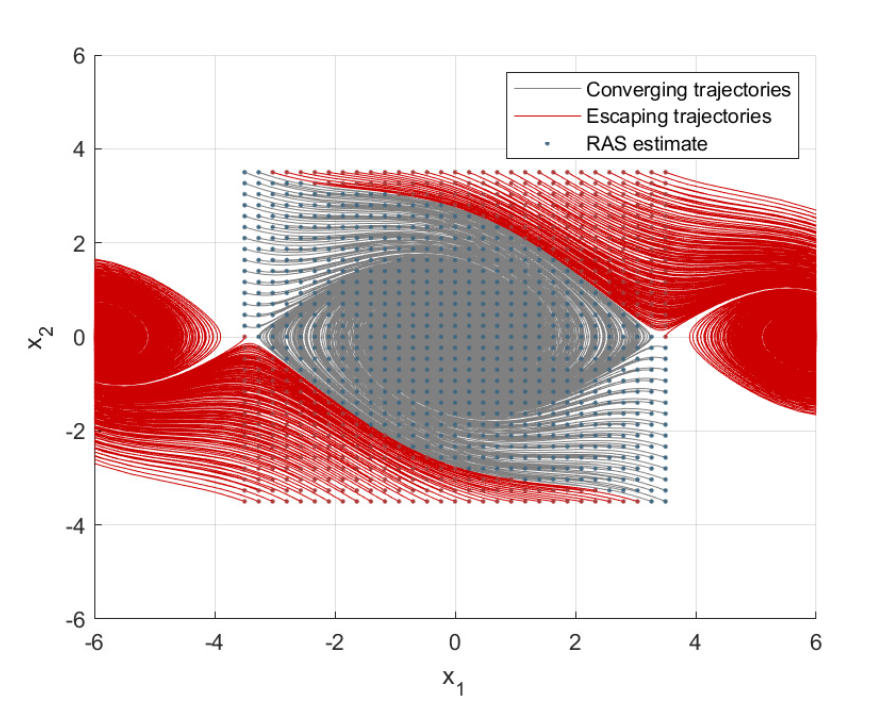 Converging trajectories
Escaping trajectories
RAS estimate
6
4
2
0
-2
-4
-6
x2
-6 -4 -2 0 2 4 6
x1